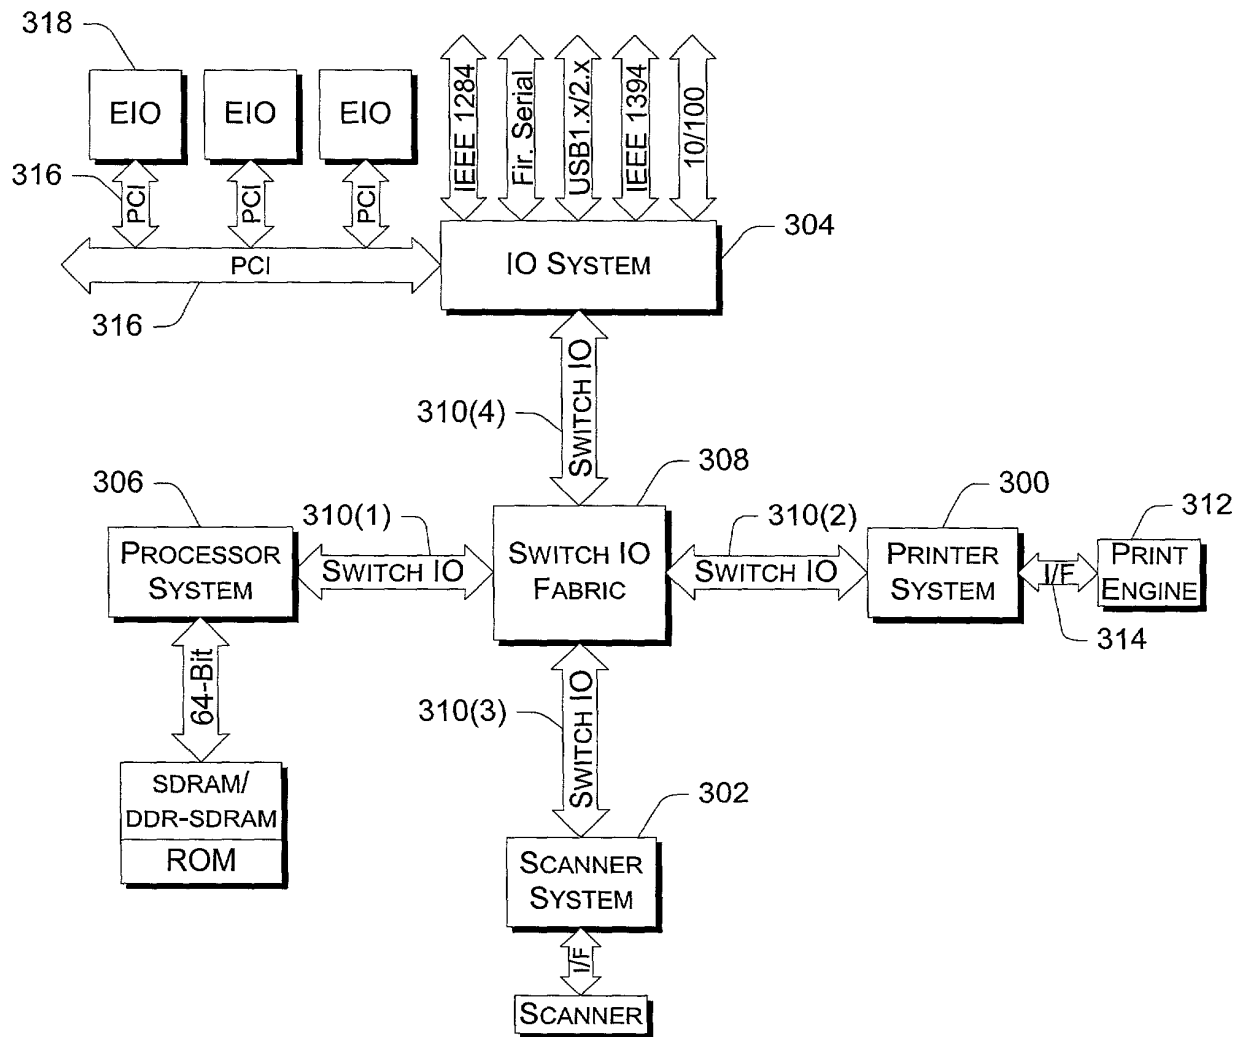 318
EIO
EIO
EIO
316
PCI
PCI
PCI
PCI
316
IEEE 1284
Fir. Serial
USB1.x/2.x
IEEE 1394
10/100
IO SYSTEM
304
SWITCH IO
310(4)
308
SWITCH IO
FABRIC
306
PROCESSOR
SYSTEM
310(1)
SWITCH IO
310(2)
SWITCH IO
300
PRINTER
SYSTEM
I/F
314
312
PRINT
ENGINE
64-Bit
SDRAM/
DDR-SDRAM
ROM
310(3)
SWITCH IO
302
SCANNER
SYSTEM
I/F
SCANNER